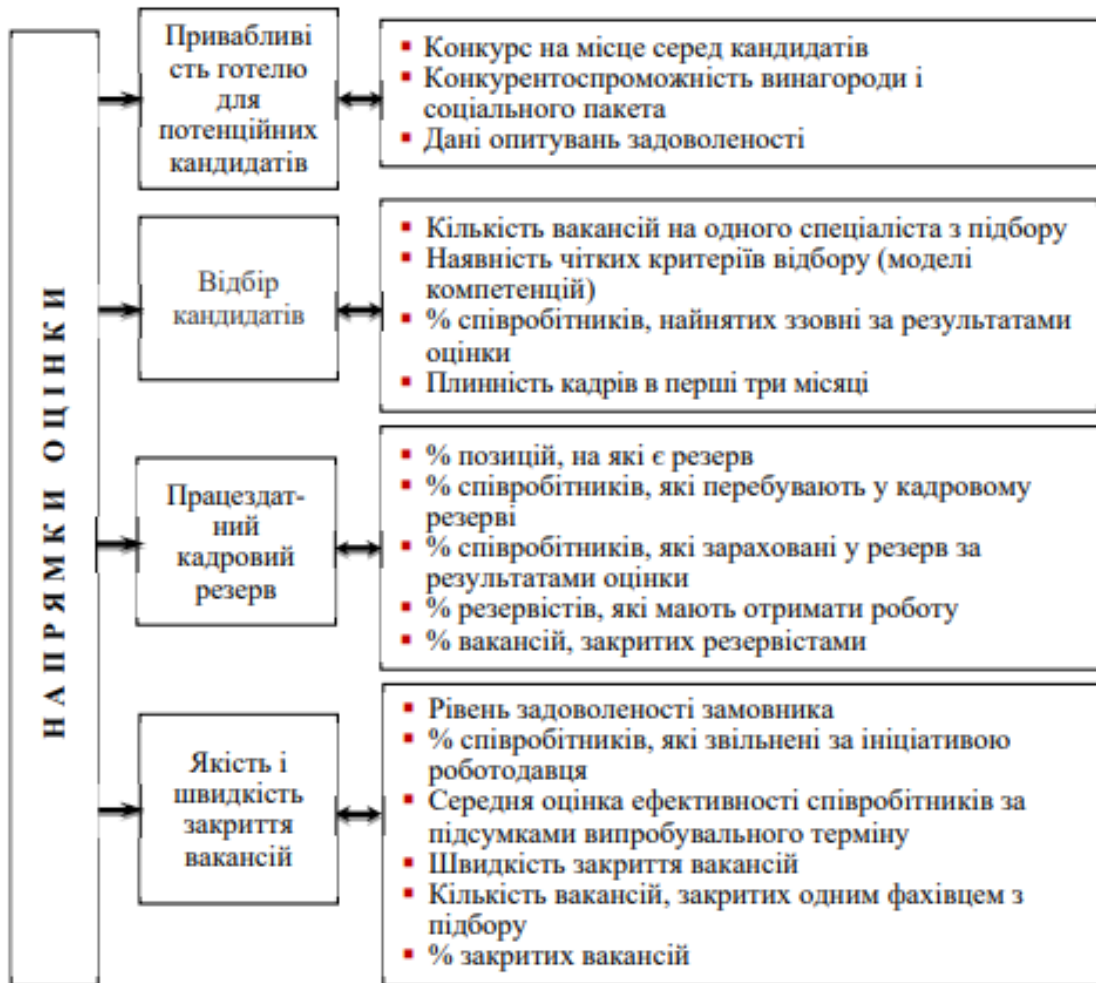 НАПРЯМКИ ОЦІНКИ
Привабливі
сть готелю
для
потенційних
кандидатів
▪ Конкурс на місце серед кандидатів
▪ Конкурентоспроможність винагороди і
соціального пакета
▪ Дані опитувань задоволеності
Відбір
кандидатів
▪ Кількість вакансій на одного спеціаліста з підбору
▪ Наявність чітких критеріїв відбору (моделі
компетенцій)
▪ % співробітників, найнятих ззовні за результатами
оцінки
▪ Плинність кадрів в перші три місяці
Працездат-
ний
кадровий
резерв
▪ % позицій, на які є резерв
▪ % співробітників, які перебувають у кадровому
резерві
▪ % співробітників, які зараховані у резерв за
результатами оцінки
▪ % резервістів, які мають отримати роботу
▪ % вакансій, закритих резервістами
Якість і
швидкість
закриття
вакансій
▪ Рівень задоволеності замовника
▪ % співробітників, які звільнені за ініціативою
роботодавця
▪ Середня оцінка ефективності співробітників за
підсумками випробувального терміну
▪ Швидкість закриття вакансій
▪ Кількість вакансій, закритих одним фахівцем з
підбору
▪ % закритих вакансій